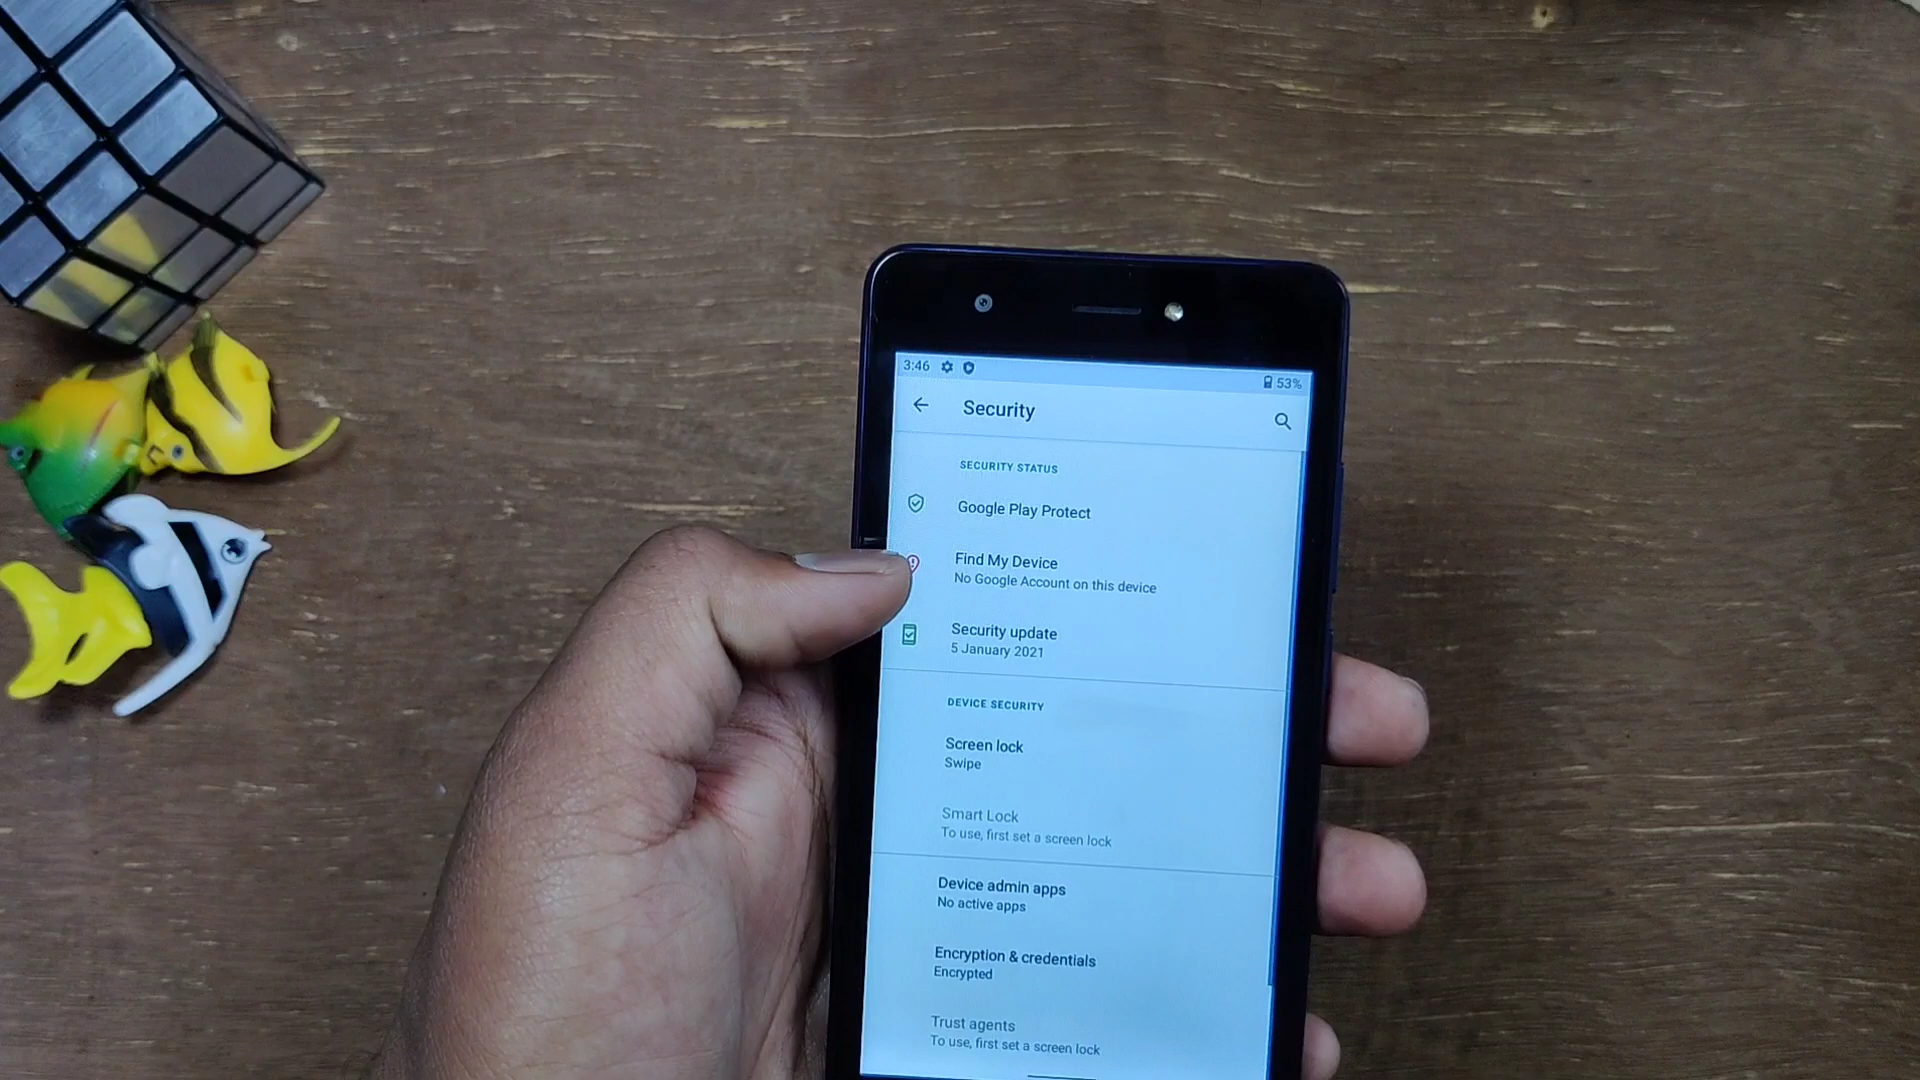 3:46
53%
Security
SECURITY STATUS
Google Play Protect
Find My Device
No Google Account on this device
Security update
5 January 2021
DEVICE SECURITY
Screen lock
Swipe
Smart Lock
To use, first set a screen lock
Device admin apps
No active apps
Encryption & credentials
Encrypted
Trust agents
To use, first set a screen lock